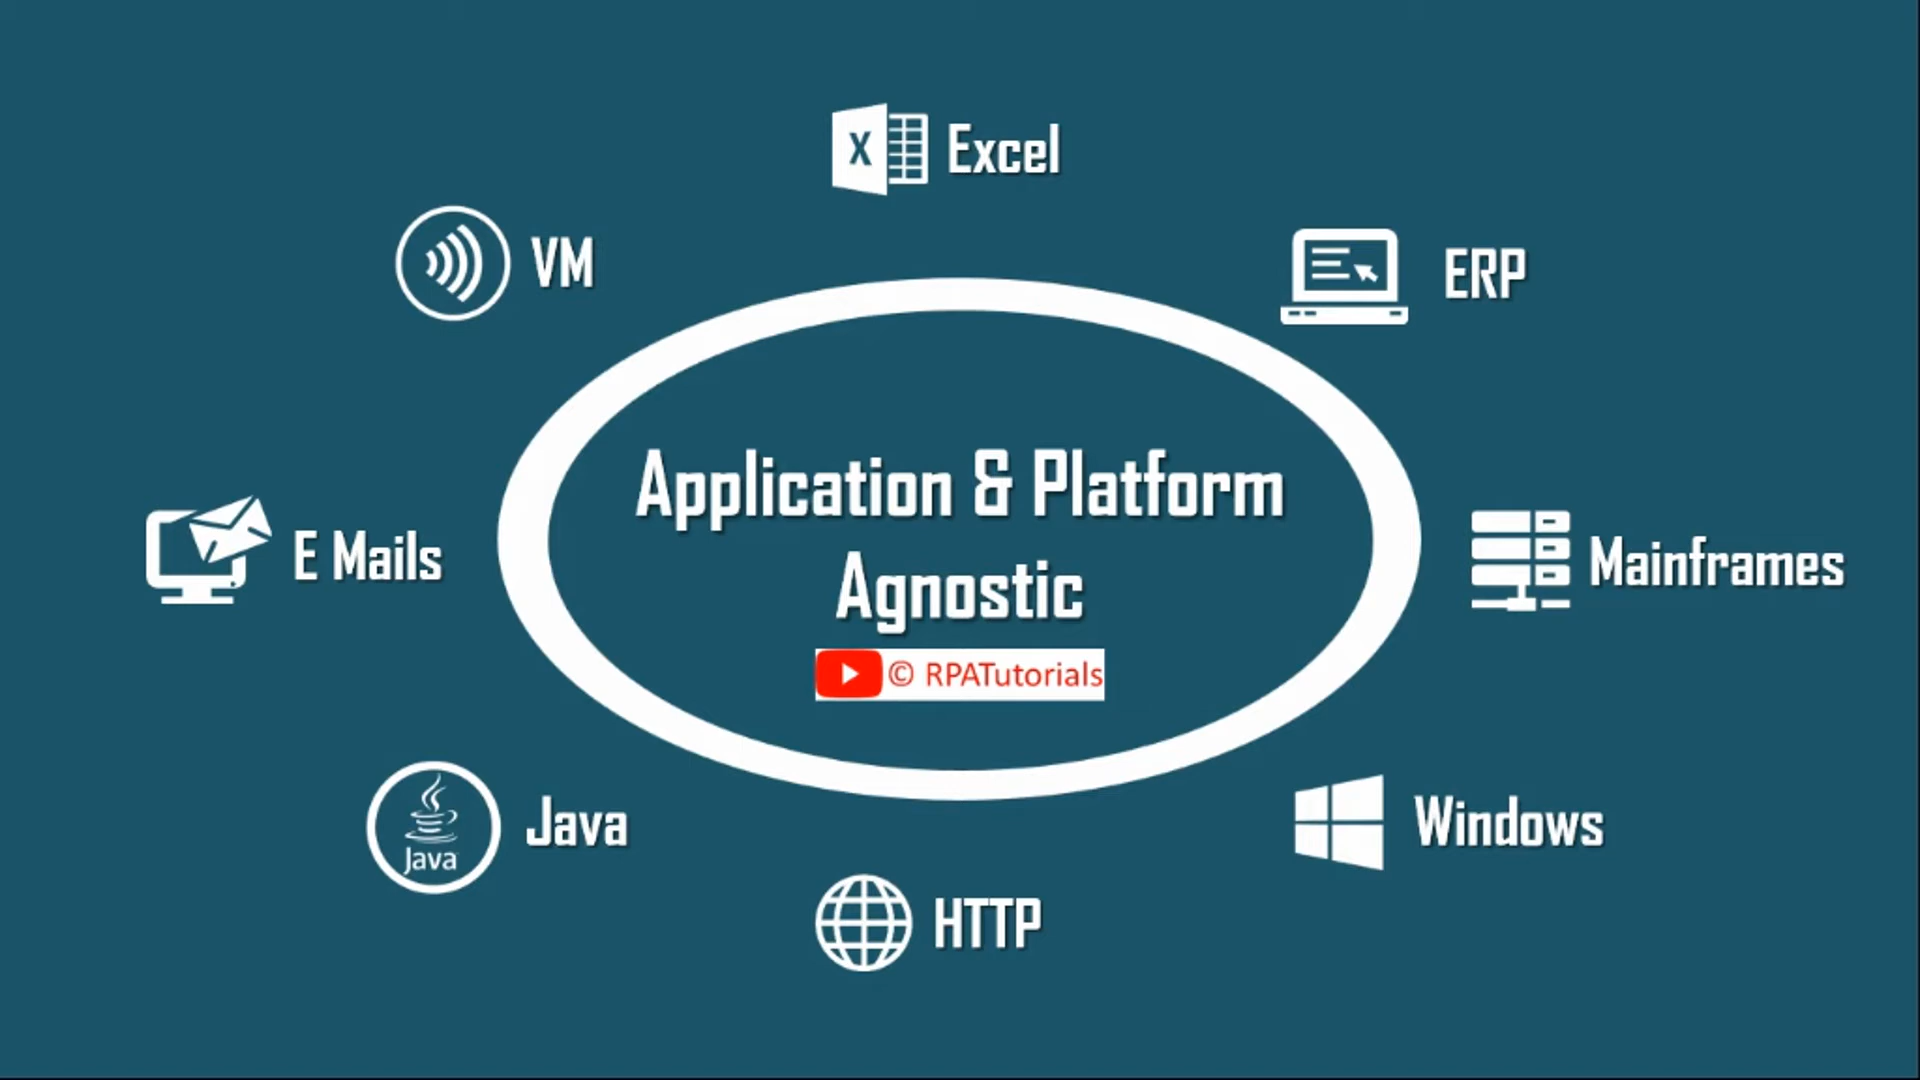 X
Excel
VM
ERP
Application & Platform
Agnostic
© RPATutorials
E Mails
Mainframes
Java
Java
Windows
HTTP